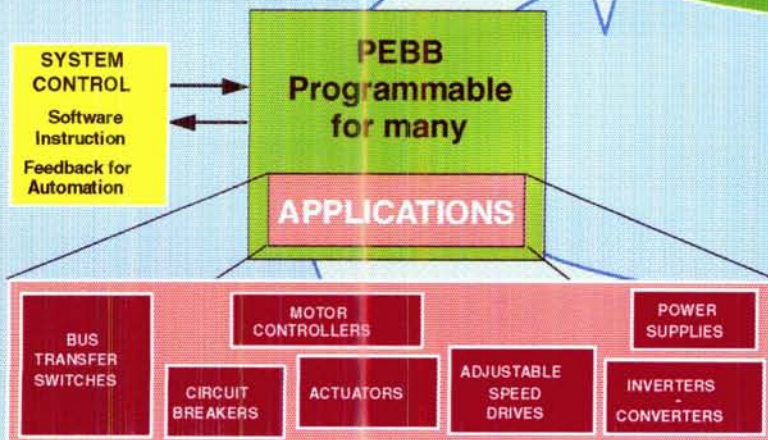 SYSTEM
CONTROL
Software
Instruction
Feedback for
Automation
PEBB
Programmable
for many
APPLICATIONS
BUS
TRANSFER
SWITCHES
MOTOR
CONTROLLERS
POWER
SUPPLIES
CIRCUIT
BREAKERS
ACTUATORS
ADJUSTABLE
SPEED
DRIVES
INVERTERS
-
CONVERTERS